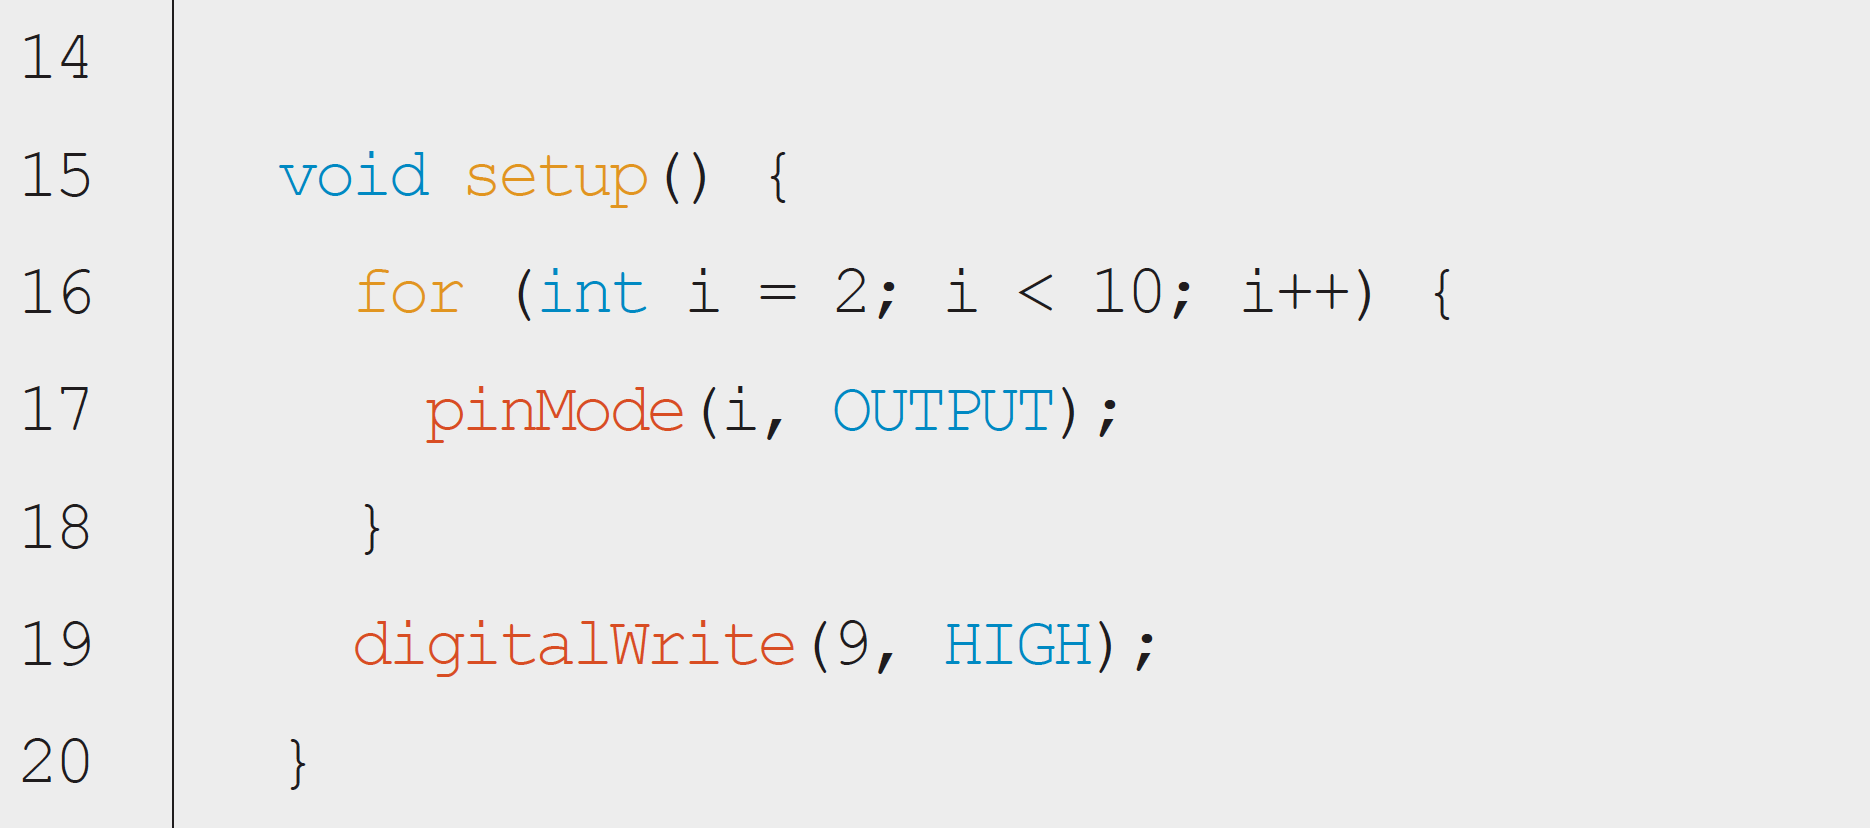 14
15 void setup() {
16 for (int i = 2; i < 10; i++) {
17 pinMode(i, OUTPUT);
18 }
19 digitalWrite(9, HIGH);
20 }